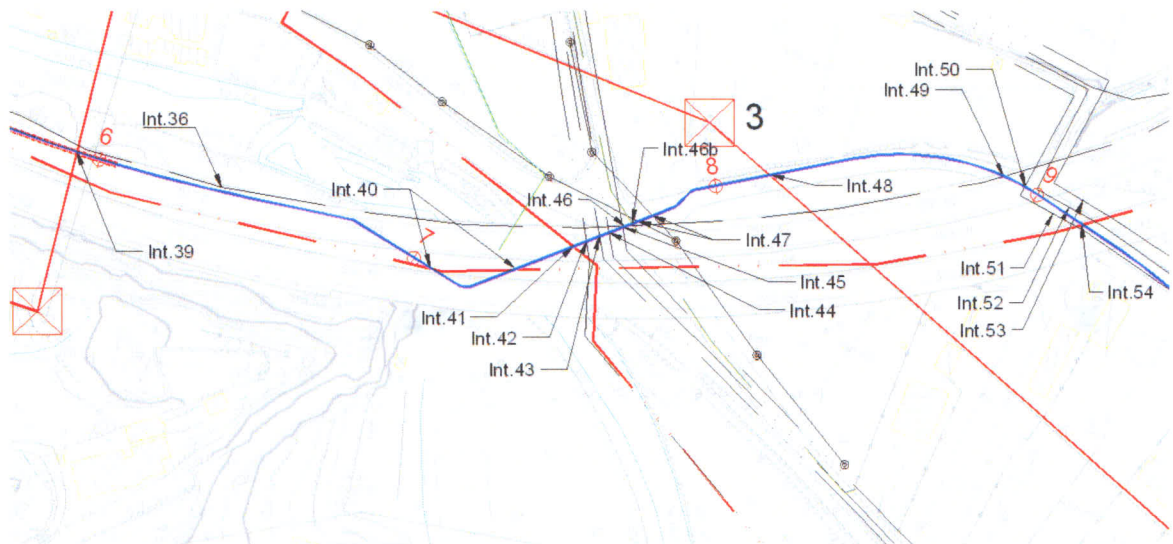 Int.50
Int.49
3
6
Int.36
Int.46b
8
Int.48
9
Int.40
Int.46
Int.39
7
Int.47
Int.45
Int.51
Int.54
Int.41
Int.44
Int.52
Int.42
Int.53
Int.43